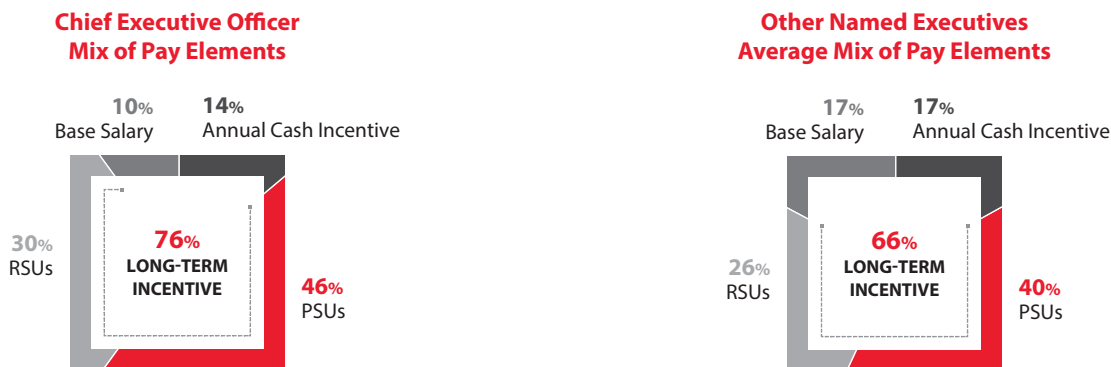 Chief Executive Officer
Mix of Pay Elements
10%
Base Salary
14%
Annual Cash Incentive
30%
RSUs
76%
LONG-TERM
INCENTIVE
46%
PSUs
Other Named Executives
Average Mix of Pay Elements
17%
Base Salary
17%
Annual Cash Incentive
26%
RSUs
66%
LONG-TERM
INCENTIVE
40%
PSUs